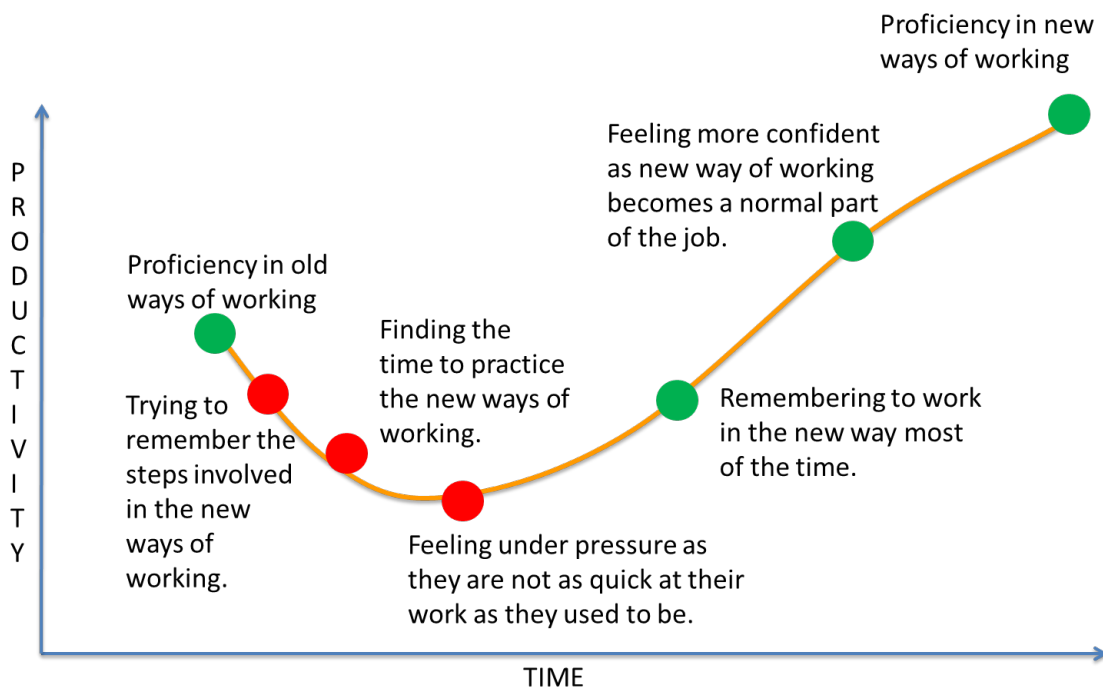 Proficiency in new
ways of working
Feeling more confident
as new way of working
becomes a normal part
of the job.
PRODUCTIVITY
Proficiency in old
ways of working
Finding the
time to practice
the new ways of
working.
Trying to
remember the
steps involved
in the new
ways of
working.
Remembering to work
in the new way most
of the time.
Feeling under pressure as
they are not as quick at their
work as they used to be.
TIME